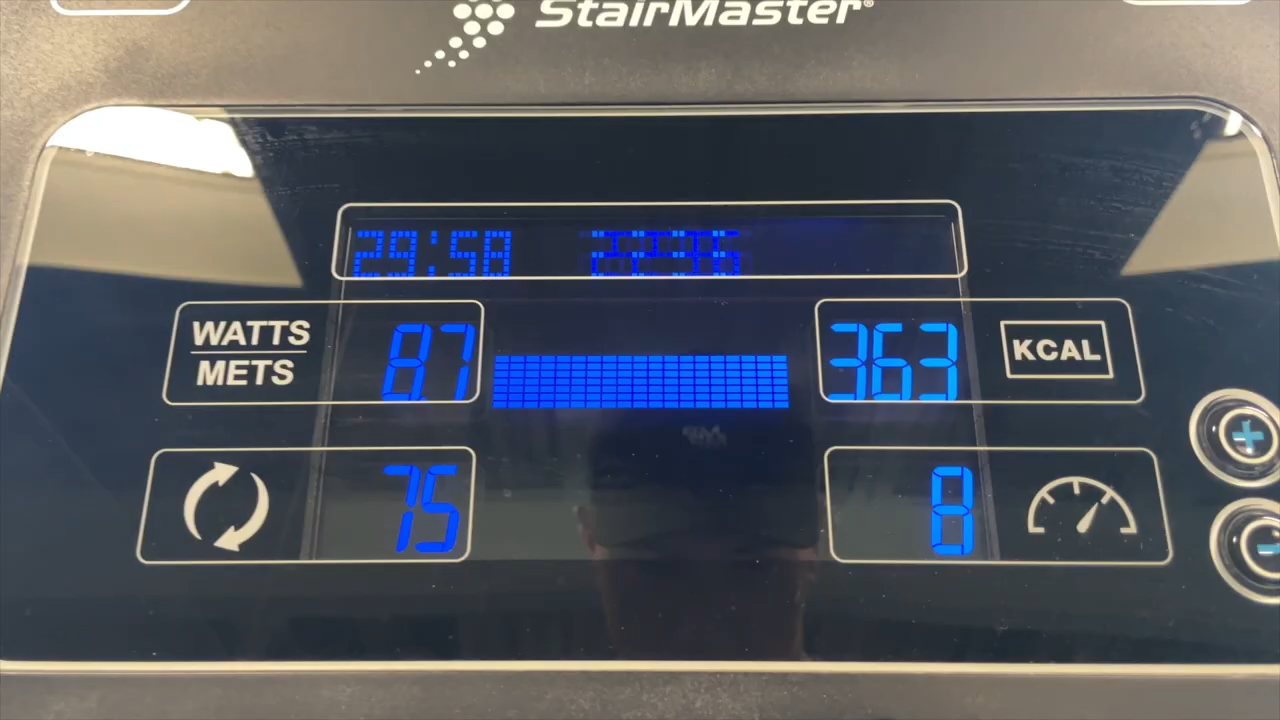 StairMaster®
29:58
WATTS
METS
8.7
363
KCAL
75
8
+
-